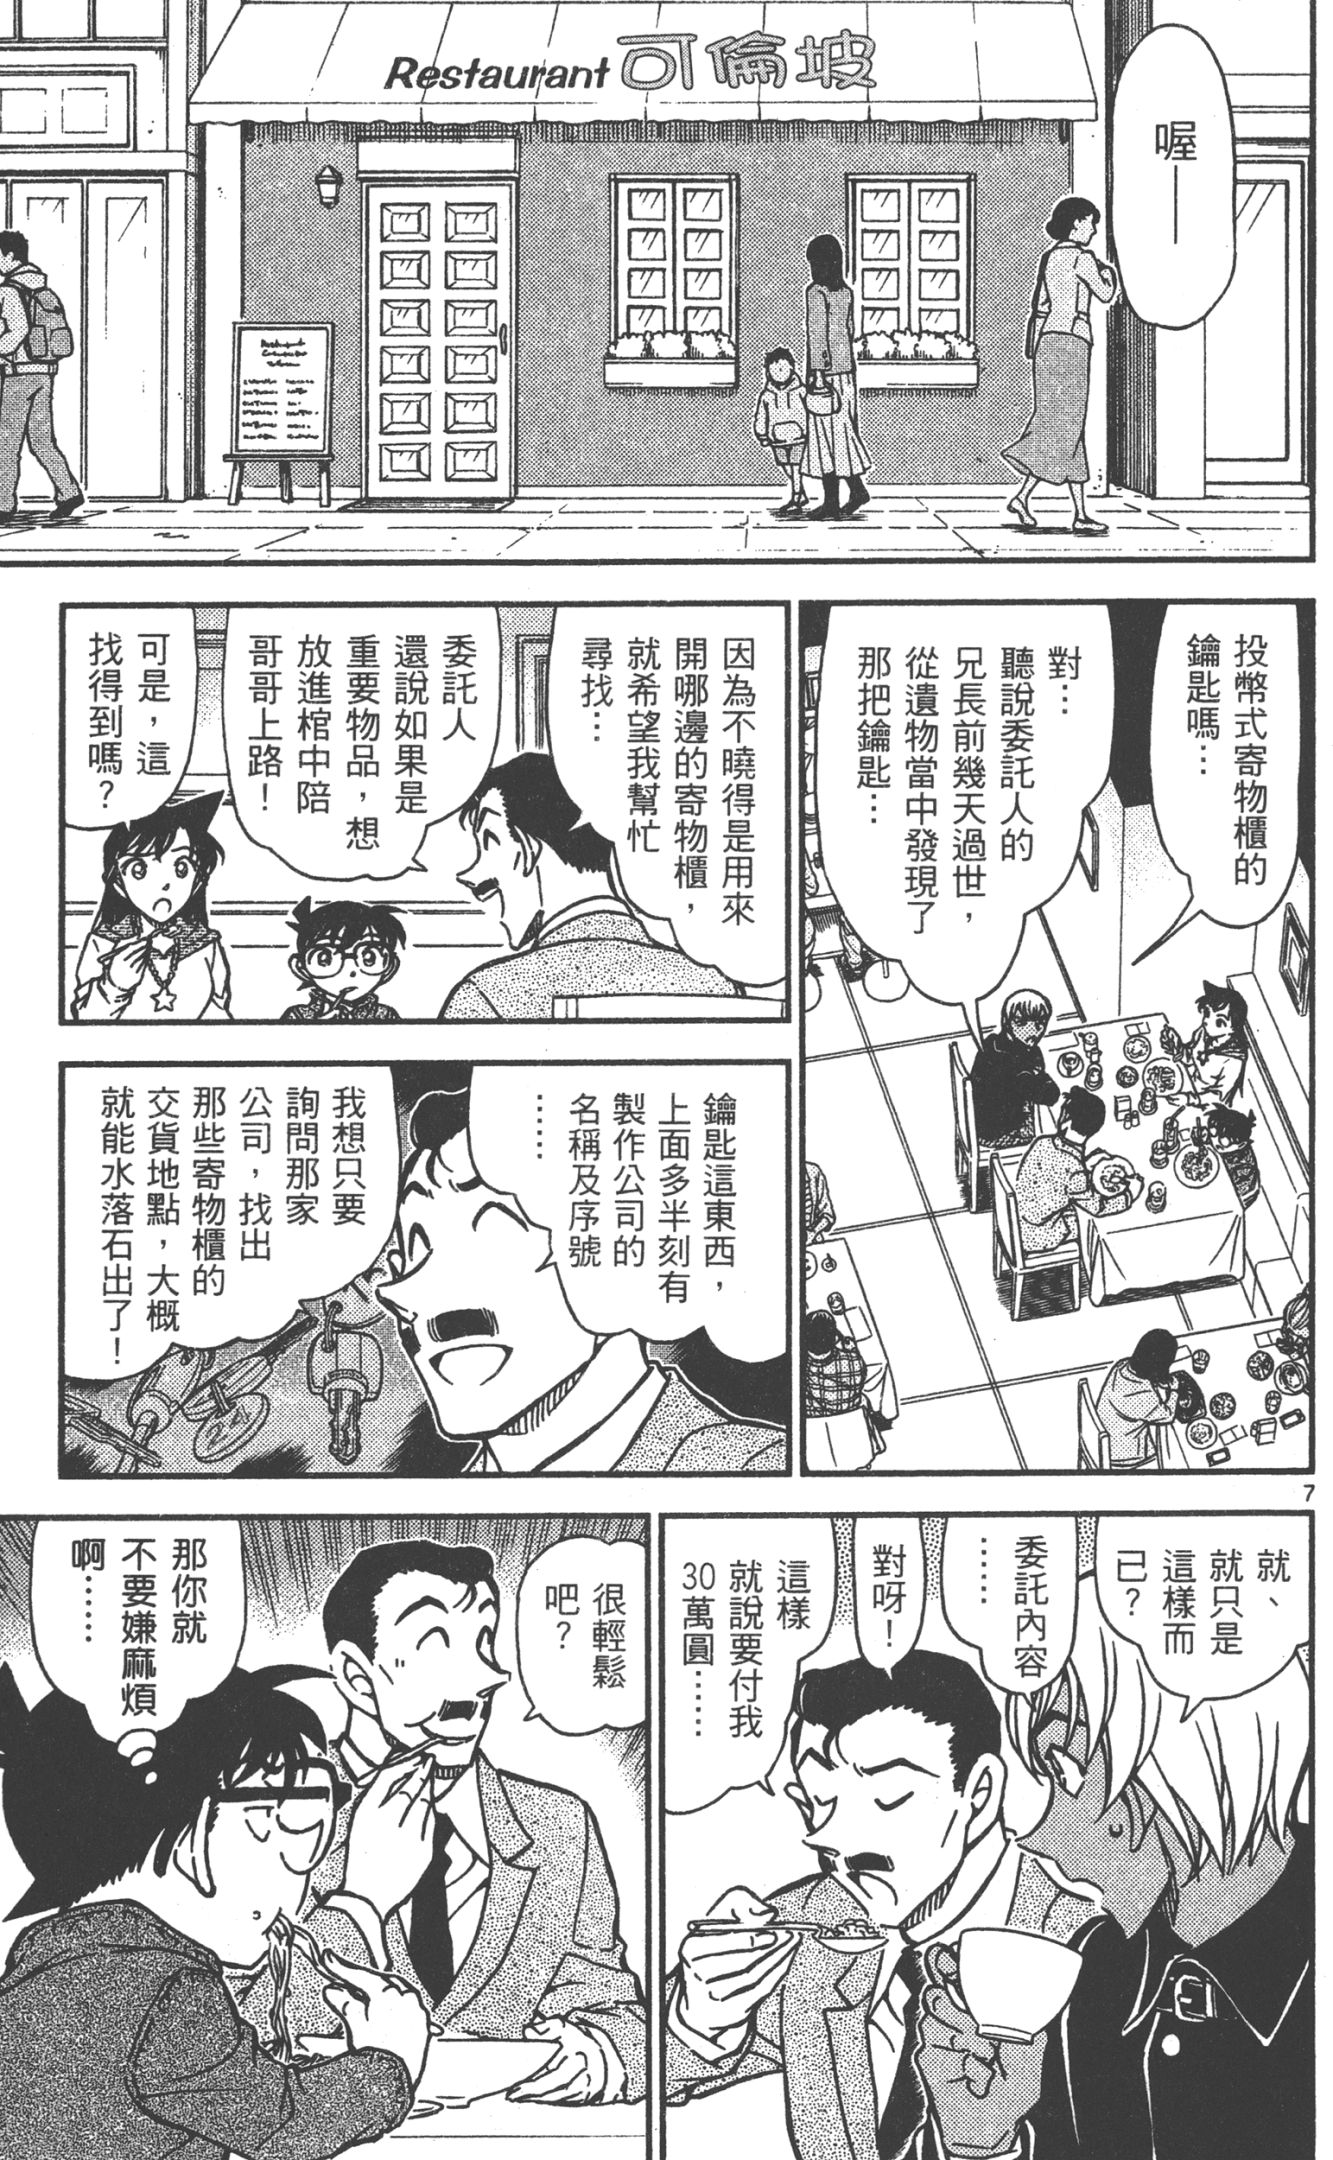 Restaurant 可倫坡
喔——
投幣式寄物櫃的
鑰匙嗎…
對…
聽說委託人的
兄長前幾天過世，
從遺物當中發現了
那把鑰匙…
因為不曉得是用來
開哪邊的寄物櫃，
就希望我幫忙
尋找…
委託人
還說如果是
重要物品，想
放進棺中陪
哥哥上路！
可是，這
找得到嗎？
鑰匙這東西，
上面多半刻有
製作公司的
名稱及序號
……
我想只要
詢問那家
公司，找出
那些寄物櫃的
交貨地點，大概
就能水落石出了！
7
就、
就只是
這樣而
已？
委託內容
……
對呀！
這樣
就說要付我
30萬圓……
很輕鬆
吧？
那你就
不要嫌麻煩
啊……